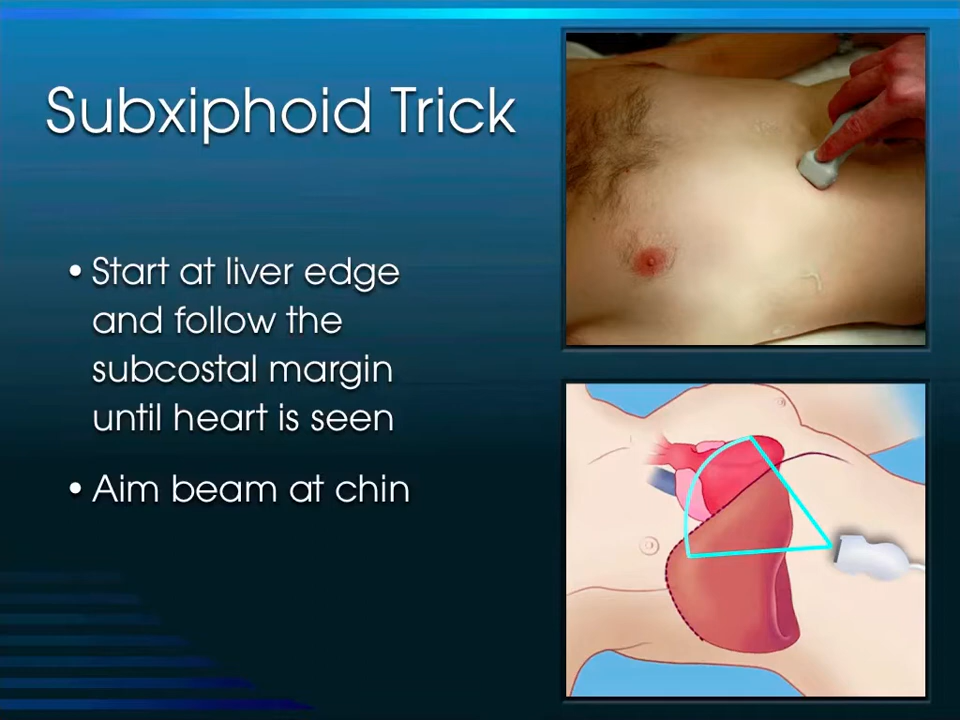 Subxiphoid Trick
• Start at liver edge
and follow the
subcostal margin
until heart is seen
• Aim beam at chin